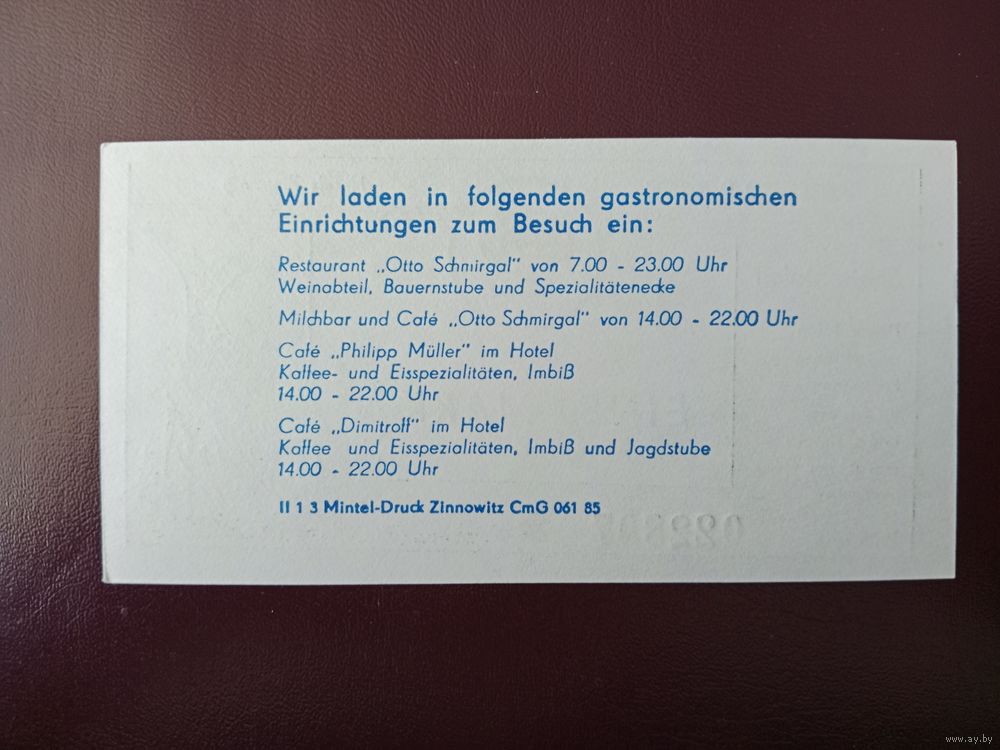 Wir laden in folgenden gastronomischen
Einrichtungen zum Besuch ein:
Restaurant „Otto Schmirgal" von 7.00 - 23.00 Uhr
Weinabteil, Bauernstube und Spezialitätenecke
Milchbar und Café „Otto Schmirgal" von 14.00 - 22.00 Uhr
Café „Philipp Müller" im Hotel
Kaffee- und Eisspezialitäten, Imbiß
14.00 - 22.00 Uhr
Café „Dimitroff" im Hotel
Kaffee und Eisspezialitäten, Imbiß und Jagdstube
14.00 - 22.00 Uhr
II 1 3 Mintel-Druck Zinnowitz CmG 061 85
www.ay.by